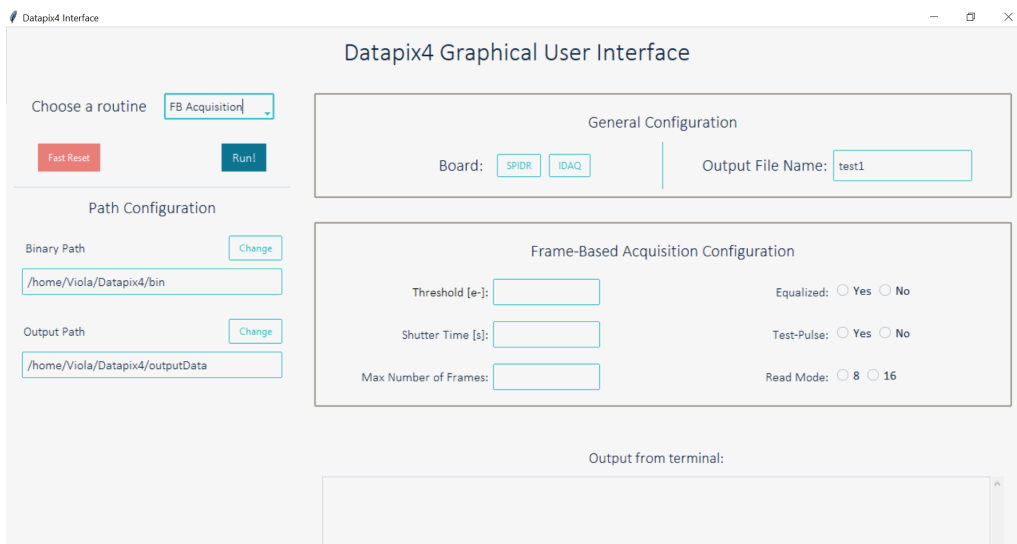 Datapix4 Interface
Datapix4 Graphical User Interface
Choose a routine FB Acquisition
Fast Reset Run!
Path Configuration
Binary Path Change
/home/Viola/Datapix4/bin
Output Path Change
/home/Viola/Datapix4/outputData
General Configuration
Board: SPIDR IDAQ Output File Name: test1
Frame-Based Acquisition Configuration
Threshold [e-]: Equalized: Yes No
Shutter Time [s]: Test-Pulse: Yes No
Max Number of Frames: Read Mode: 8 16
Output from terminal: